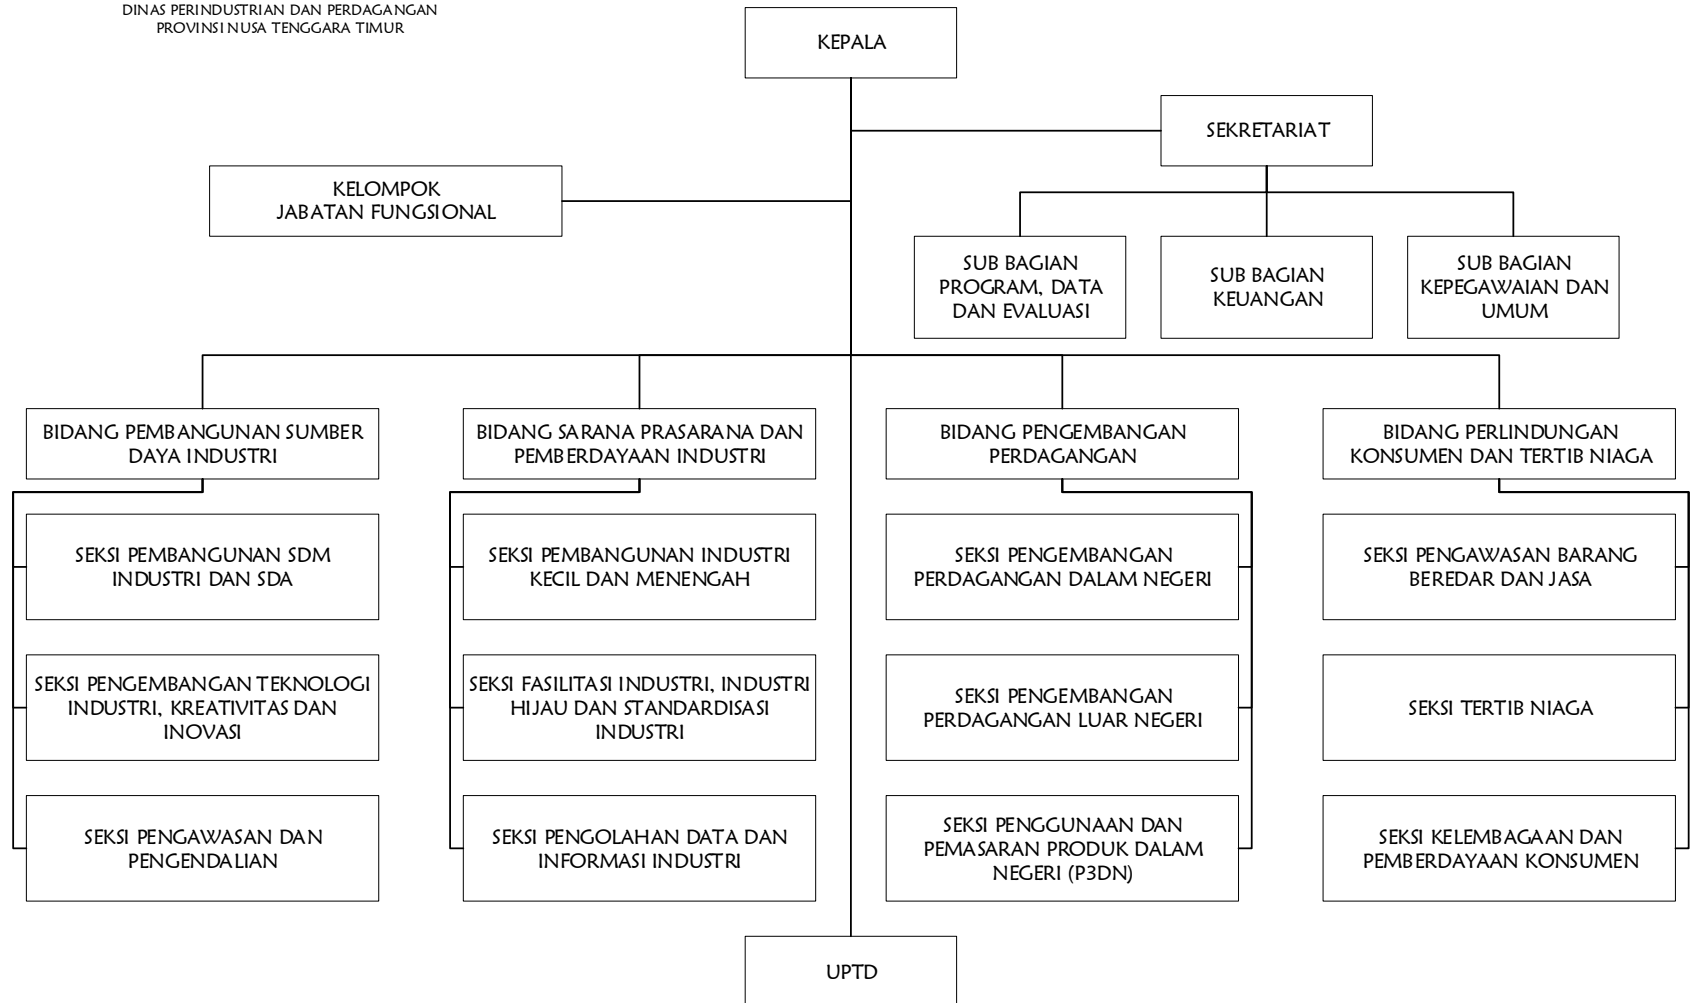 DINAS PERINDUSTRIAN DAN PERDAGANGAN
PROVINSI NUSA TENGGARA TIMUR
KEPALA
SEKRETARIAT
KELOMPOK
JABATAN FUNGSIONAL
SUB BAGIAN
PROGRAM, DATA
DAN EVALUASI
SUB BAGIAN
KEUANGAN
SUB BAGIAN
KEPEGAWAIAN DAN
UMUM
BIDANG PEMBANGUNAN SUMBER
DAYA INDUSTRI
BIDANG SARANA PRASARANA DAN
PEMBERDAYAAN INDUSTRI
BIDANG PENGEMBANGAN
PERDAGANGAN
BIDANG PERLINDUNGAN
KONSUMEN DAN TERTIB NIAGA
SEKSI PEMBANGUNAN SDM
INDUSTRI DAN SDA
SEKSI PEMBANGUNAN INDUSTRI
KECIL DAN MENENGAH
SEKSI PENGEMBANGAN
PERDAGANGAN DALAM NEGERI
SEKSI PENGAWASAN BARANG
BEREDAR DAN JASA
SEKSI PENGEMBANGAN TEKNOLOGI
INDUSTRI, KREATIVITAS DAN
INOVASI
SEKSI FASILITASI INDUSTRI, INDUSTRI
HIJAU DAN STANDARDISASI
INDUSTRI
SEKSI PENGEMBANGAN
PERDAGANGAN LUAR NEGERI
SEKSI TERTIB NIAGA
SEKSI PENGAWASAN DAN
PENGENDALIAN
SEKSI PENGOLAHAN DATA DAN
INFORMASI INDUSTRI
SEKSI PENGGUNAAN DAN
PEMASARAN PRODUK DALAM
NEGERI (P3DN)
SEKSI KELEMBAGAAN DAN
PEMBERDAYAAN KONSUMEN
UPTD